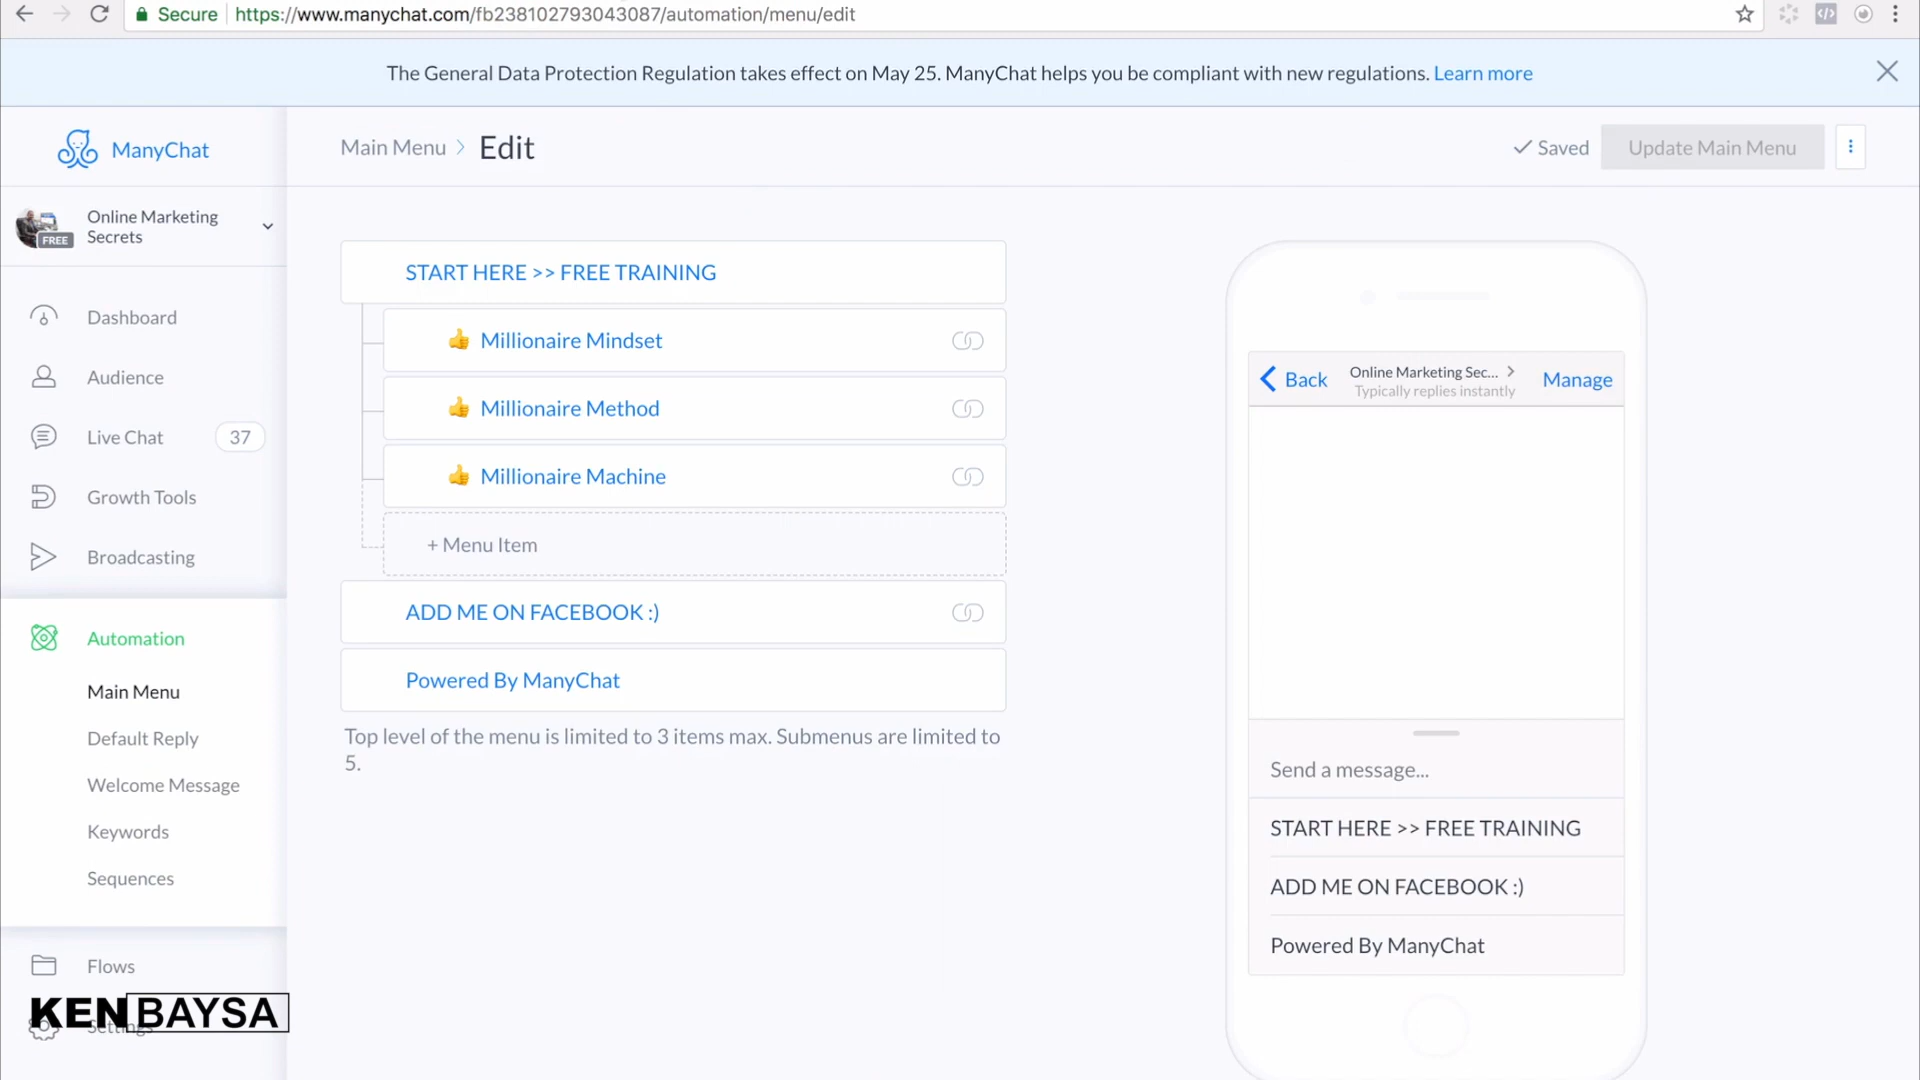 Secure https://www.manychat.com/fb238102793043087/automation/menu/edit
The General Data Protection Regulation takes effect on May 25. ManyChat helps you be compliant with new regulations. Learn more
ManyChat
Main Menu Edit
Saved
Update Main Menu
Online Marketing
Secrets
FREE
Dashboard
Audience
Live Chat 37
Growth Tools
Broadcasting
Automation
Main Menu
Default Reply
Welcome Message
Keywords
Sequences
Flows
Settings
KENBAYSA
START HERE >> FREE TRAINING
👍 Millionaire Mindset
👍 Millionaire Method
👍 Millionaire Machine
+ Menu Item
ADD ME ON FACEBOOK :)
Powered By ManyChat
Top level of the menu is limited to 3 items max. Submenus are limited to
5.
Back
Online Marketing Sec...
Typically replies instantly
Manage
Send a message...
START HERE >> FREE TRAINING
ADD ME ON FACEBOOK :)
Powered By ManyChat